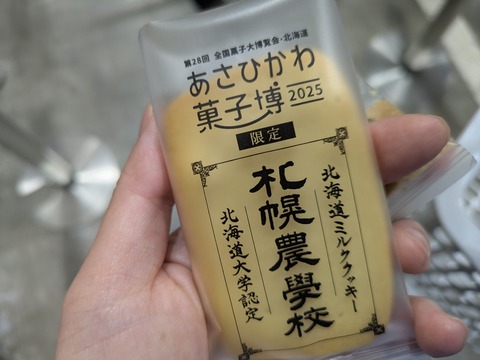 第28回 全国菓子大博覧会・北海道
あさひかわ
菓子博2025
限定
北海道ミルククッキー
札幌農學校
北海道大学認定